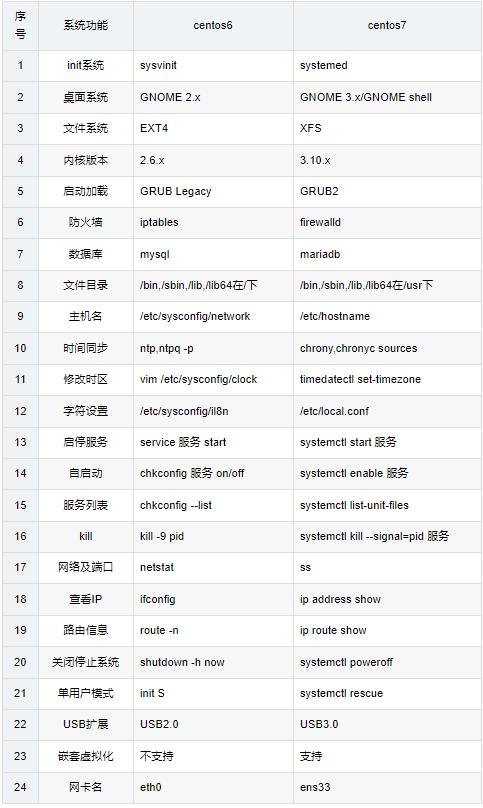 序号 系统功能 centos6 centos7
1 init系统 sysvinit systemed
2 桌面系统 GNOME 2.x GNOME 3.x/GNOME shell
3 文件系统 EXT4 XFS
4 内核版本 2.6.x 3.10.x
5 启动加载 GRUB Legacy GRUB2
6 防火墙 iptables firewalld
7 数据库 mysql mariadb
8 文件目录 /bin,/sbin,/lib,/lib64在/下 /bin,/sbin,/lib,/lib64在/usr下
9 主机名 /etc/sysconfig/network /etc/hostname
10 时间同步 ntp,ntpq -p chrony,chronyc sources
11 修改时区 vim /etc/sysconfig/clock timedatectl set-timezone
12 字符设置 /etc/sysconfig/il8n /etc/local.conf
13 启停服务 service 服务 start systemctl start 服务
14 自启动 chkconfig 服务 on/off systemctl enable 服务
15 服务列表 chkconfig --list systemctl list-unit-files
16 kill kill -9 pid systemctl kill --signal=pid 服务
17 网络及端口 netstat ss
18 查看IP ifconfig ip address show
19 路由信息 route -n ip route show
20 关闭停止系统 shutdown -h now systemctl poweroff
21 单用户模式 init S systemctl rescue
22 USB扩展 USB2.0 USB3.0
23 嵌套虚拟化 不支持 支持
24 网卡名 eth0 ens33